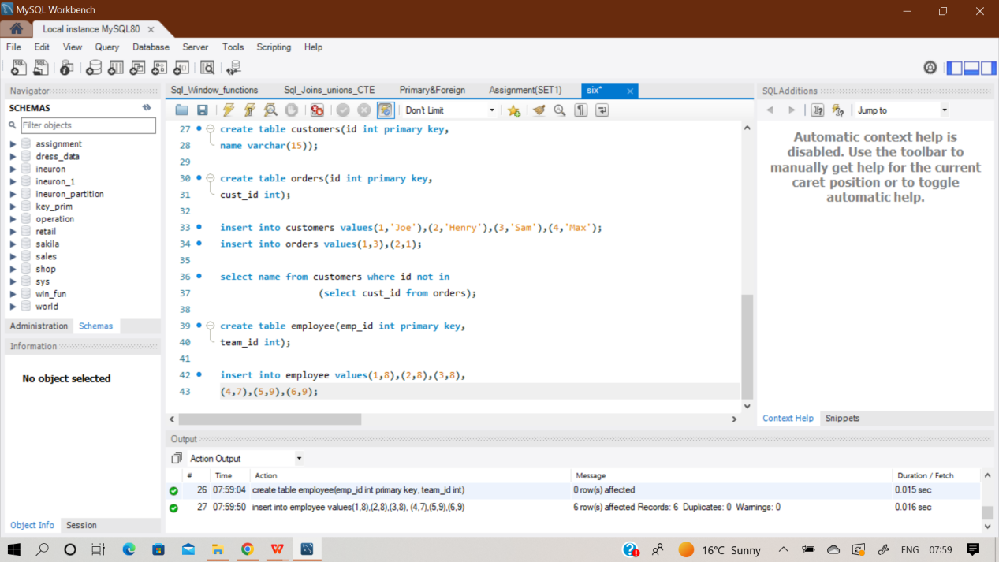 MySQL Workbench
Local instance MySQL80
File Edit View Query Database Server Tools Scripting Help
Navigator
SCHEMAS
Filter objects
assignment
dress_data
ineuron
ineuron_1
ineuron_partition
key_prim
operation
retail
sakila
sales
shop
sys
win_fun
world
Administration Schemas
Information
No object selected
Object Info Session
Sql_Window_functions Sql_Joins_unions_CTE Primary&Foreign Assignment(SET1) six*
Don't Limit
27 create table customers(id int primary key,
28 name varchar(15));
29
30 create table orders(id int primary key,
31 cust_id int);
32
33 insert into customers values(1,'Joe'),(2,'Henry'),(3,'Sam'),(4,'Max');
34 insert into orders values(1,3),(2,1);
35
36 select name from customers where id not in
37 (select cust_id from orders);
38
39 create table employee(emp_id int primary key,
40 team_id int);
41
42 insert into employee values(1,8),(2,8),(3,8),
43 (4,7),(5,9),(6,9);
SQLAdditions
Jump to
Automatic context help is
disabled. Use the toolbar to
manually get help for the current
caret position or to toggle
automatic help.
Context Help Snippets
Output
Action Output
# Time Action Message Duration / Fetch
26 07:59:04 create table employee(emp_id int primary key, team_id int) 0 row(s) affected 0.015 sec
27 07:59:50 insert into employee values(1,8),(2,8),(3,8), (4,7),(5,9),(6,9) 6 row(s) affected Records: 6 Duplicates: 0 Warnings: 0 0.016 sec
16°C Sunny ENG 07:59